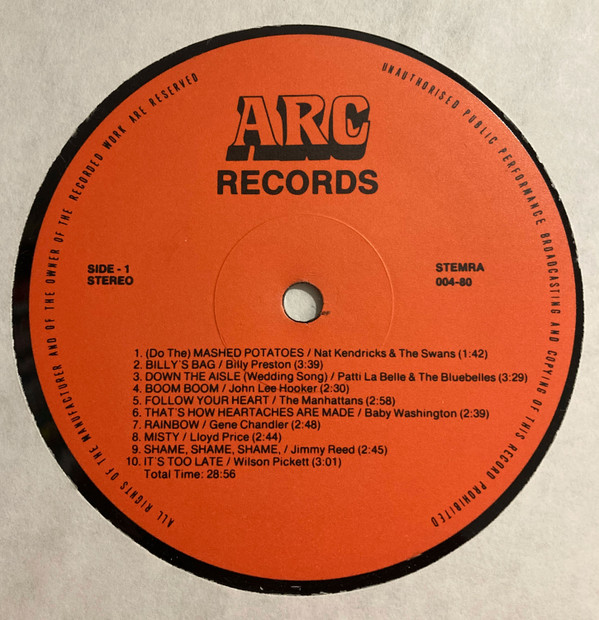 ARC
RECORDS
SIDE - 1
STEREO
STEMRA
004-80
1. (Do The) MASHED POTATOES / Nat Kendricks & The Swans (1:42)
2. BILLY'S BAG / Billy Preston (3:39)
3. DOWN THE AISLE (Wedding Song) / Patti La Belle & The Bluebelles (3:29)
4. BOOM BOOM / John Lee Hooker (2:30)
5. FOLLOW YOUR HEART / The Manhattans (2:58)
6. THAT'S HOW HEARTACHES ARE MADE / Baby Washington (2:39)
7. RAINBOW / Gene Chandler (2:48)
8. MISTY / Lloyd Price (2:44)
9. SHAME, SHAME, SHAME, / Jimmy Reed (2:45)
10. IT'S TOO LATE / Wilson Pickett (3:01)
Total Time: 28:56
ALL RIGHTS OF THE MANUFACTURER AND OF THE OWNER OF THE RECORDED WORK ARE RESERVED
UNAUTHORISED PUBLIC PERFORMANCE BROADCASTING AND COPYING OF THIS RECORD PROHIBITED